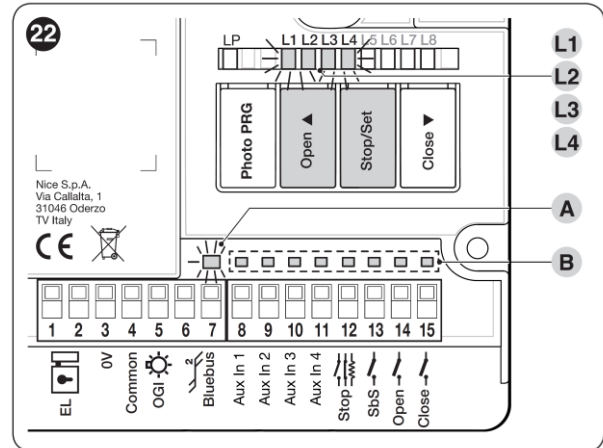 22
LP L1 L2 L3 L4 L5 L6 L7 L8
L1
L2
L3
L4
Photo PRG
Open ▲
Stop/Set
Close ▼
Nice S.p.A.
Via Callalta, 1
31046 Oderzo
TV Italy
CE
A
B
1 2 3 4 5 6 7 8 9 10 11 12 13 14 15
EL
0V
Common
OGI
2
Bluebus
Aux In 1
Aux In 2
Aux In 3
Aux In 4
Stop
SbS
Open
Close